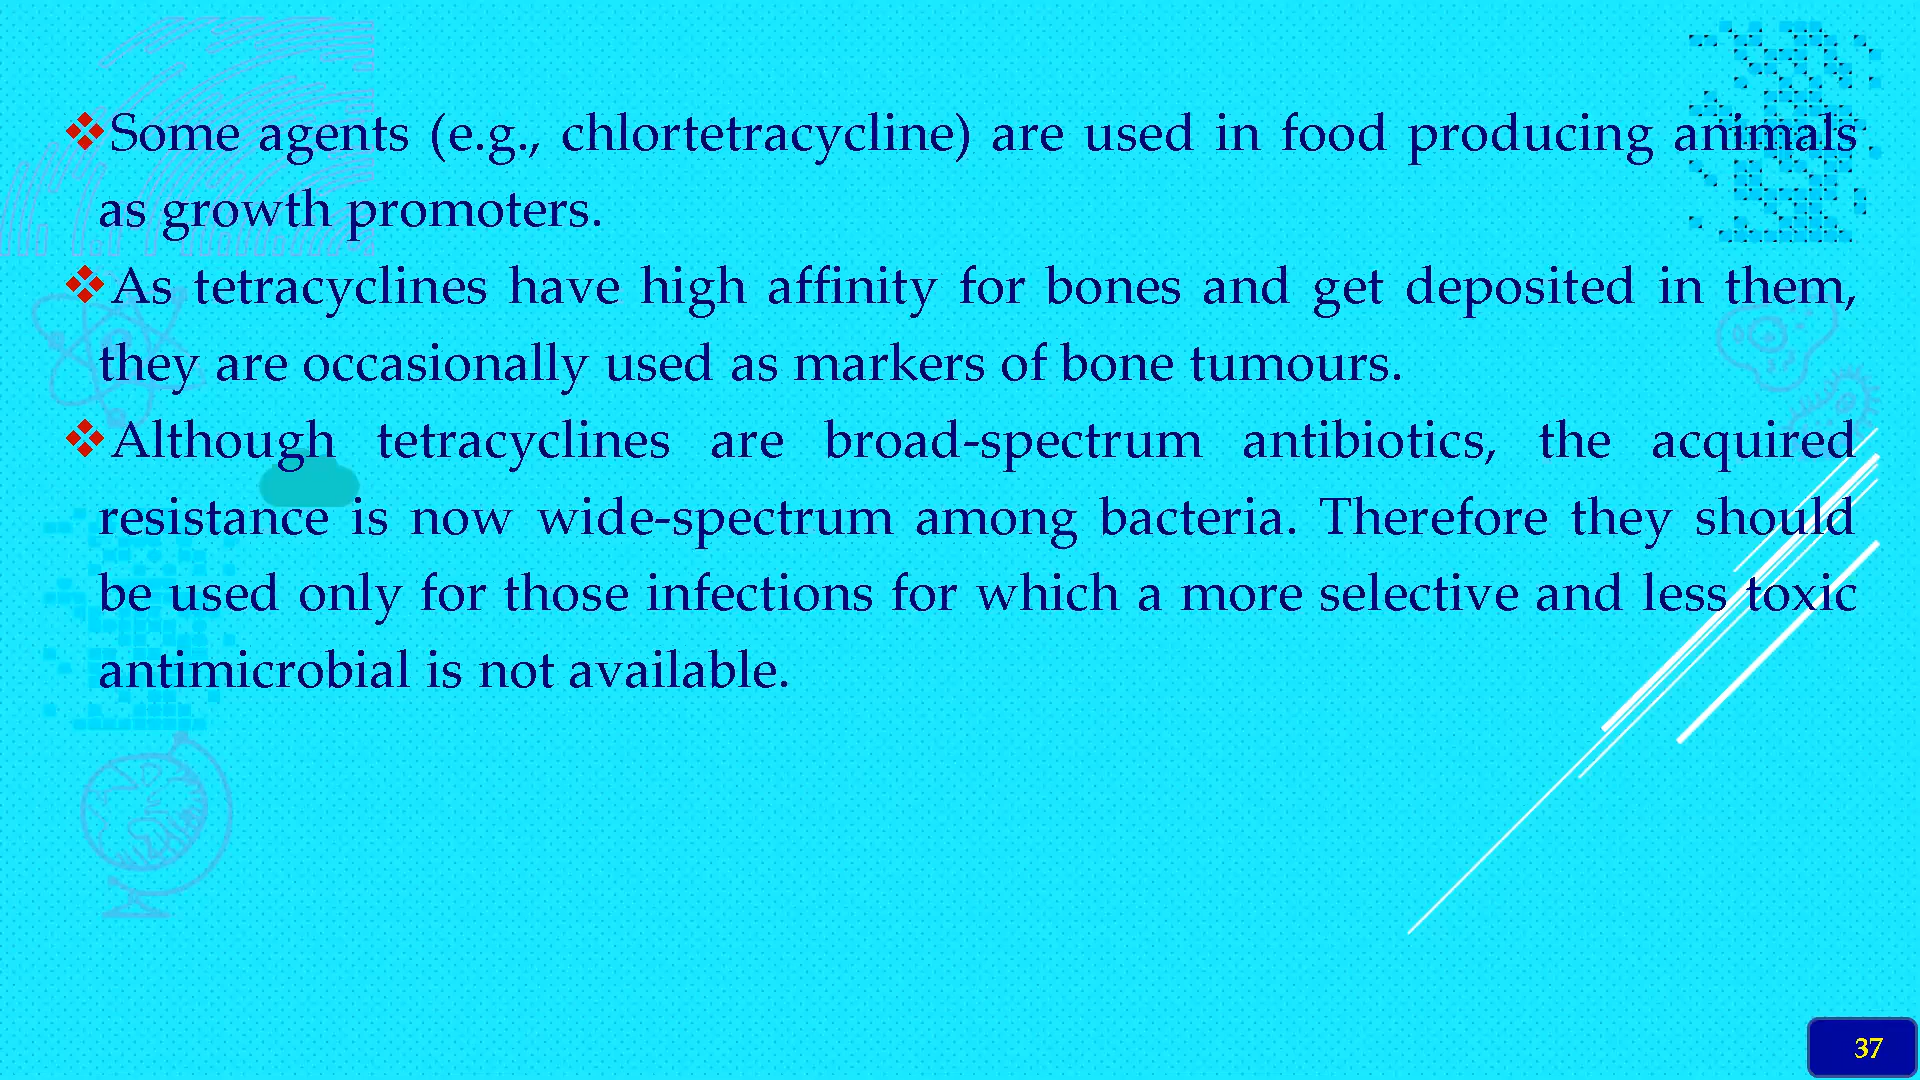 ❖Some agents (e.g., chlortetracycline) are used in food producing animals
as growth promoters.
❖As tetracyclines have high affinity for bones and get deposited in them,
they are occasionally used as markers of bone tumours.
❖Although tetracyclines are broad-spectrum antibiotics, the acquired
resistance is now wide-spectrum among bacteria. Therefore they should
be used only for those infections for which a more selective and less toxic
antimicrobial is not available.
37